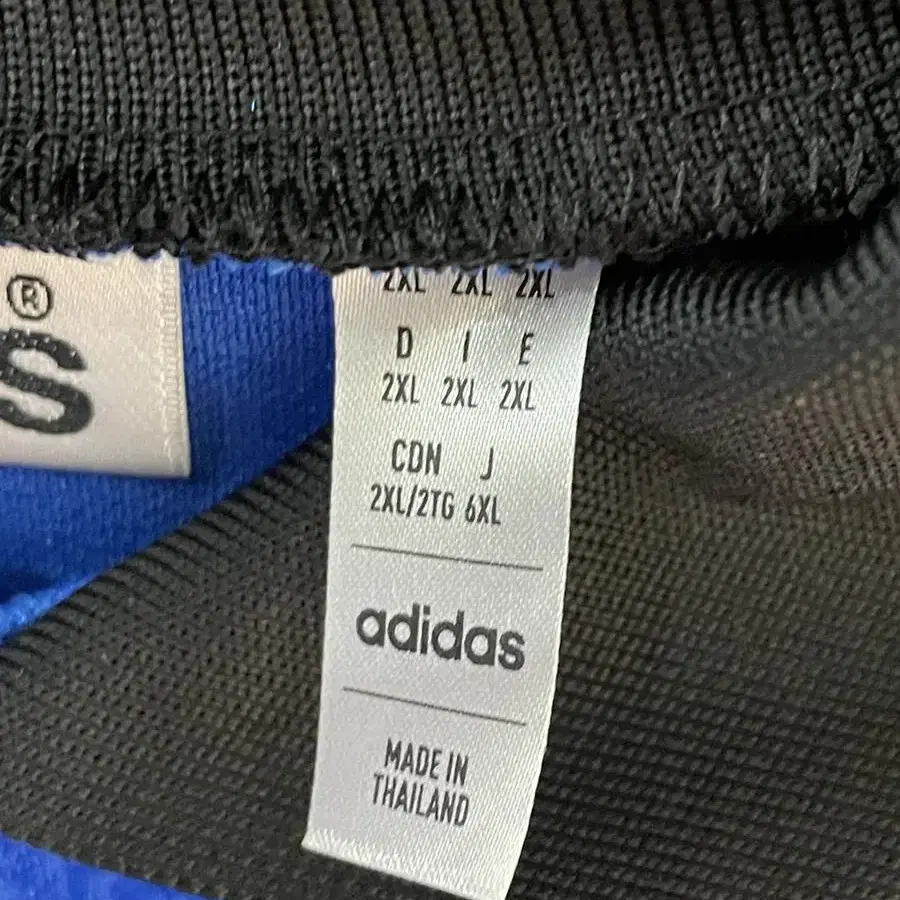 ®
S
2XL 2XL 2XL
D I E
2XL 2XL 2XL
CDN J
2XL/2TG 6XL
adidas
MADE IN
THAILAND